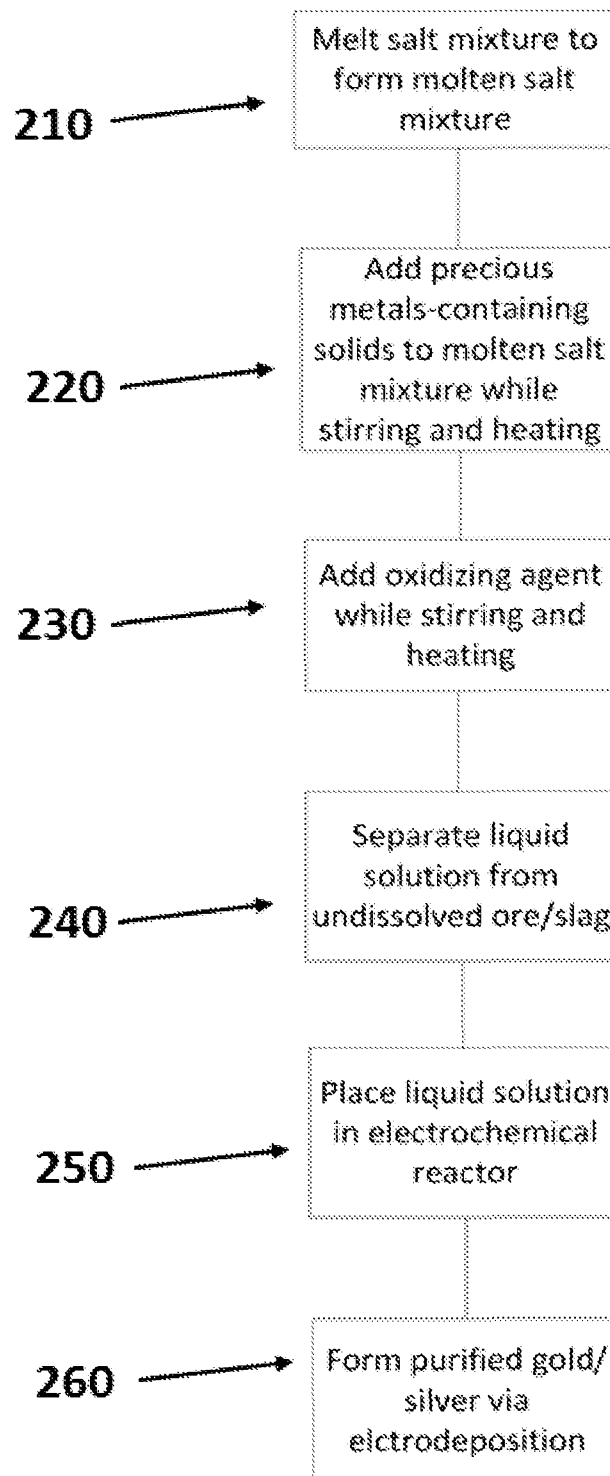 210
Melt salt mixture to
form molten salt
mixture
220
Add precious
metals-containing
solids to molten salt
mixture while
stirring and heating
230
Add oxidizing agent
while stirring and
heating
240
Separate liquid
solution from
undissolved ore/slag
250
Place liquid solution
in electrochemical
reactor
260
Form purified gold/
silver via
elctrodeposition